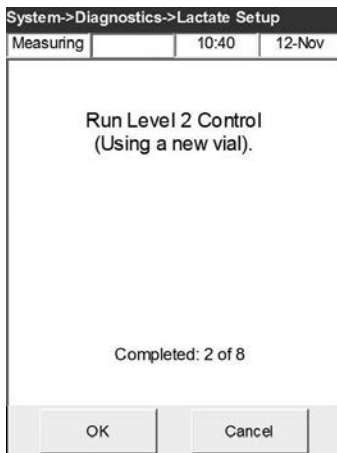 System->Diagnostics->Lactate Setup
Measuring 10:40 12-Nov
Run Level 2 Control
(Using a new vial).
Completed: 2 of 8
OK Cancel